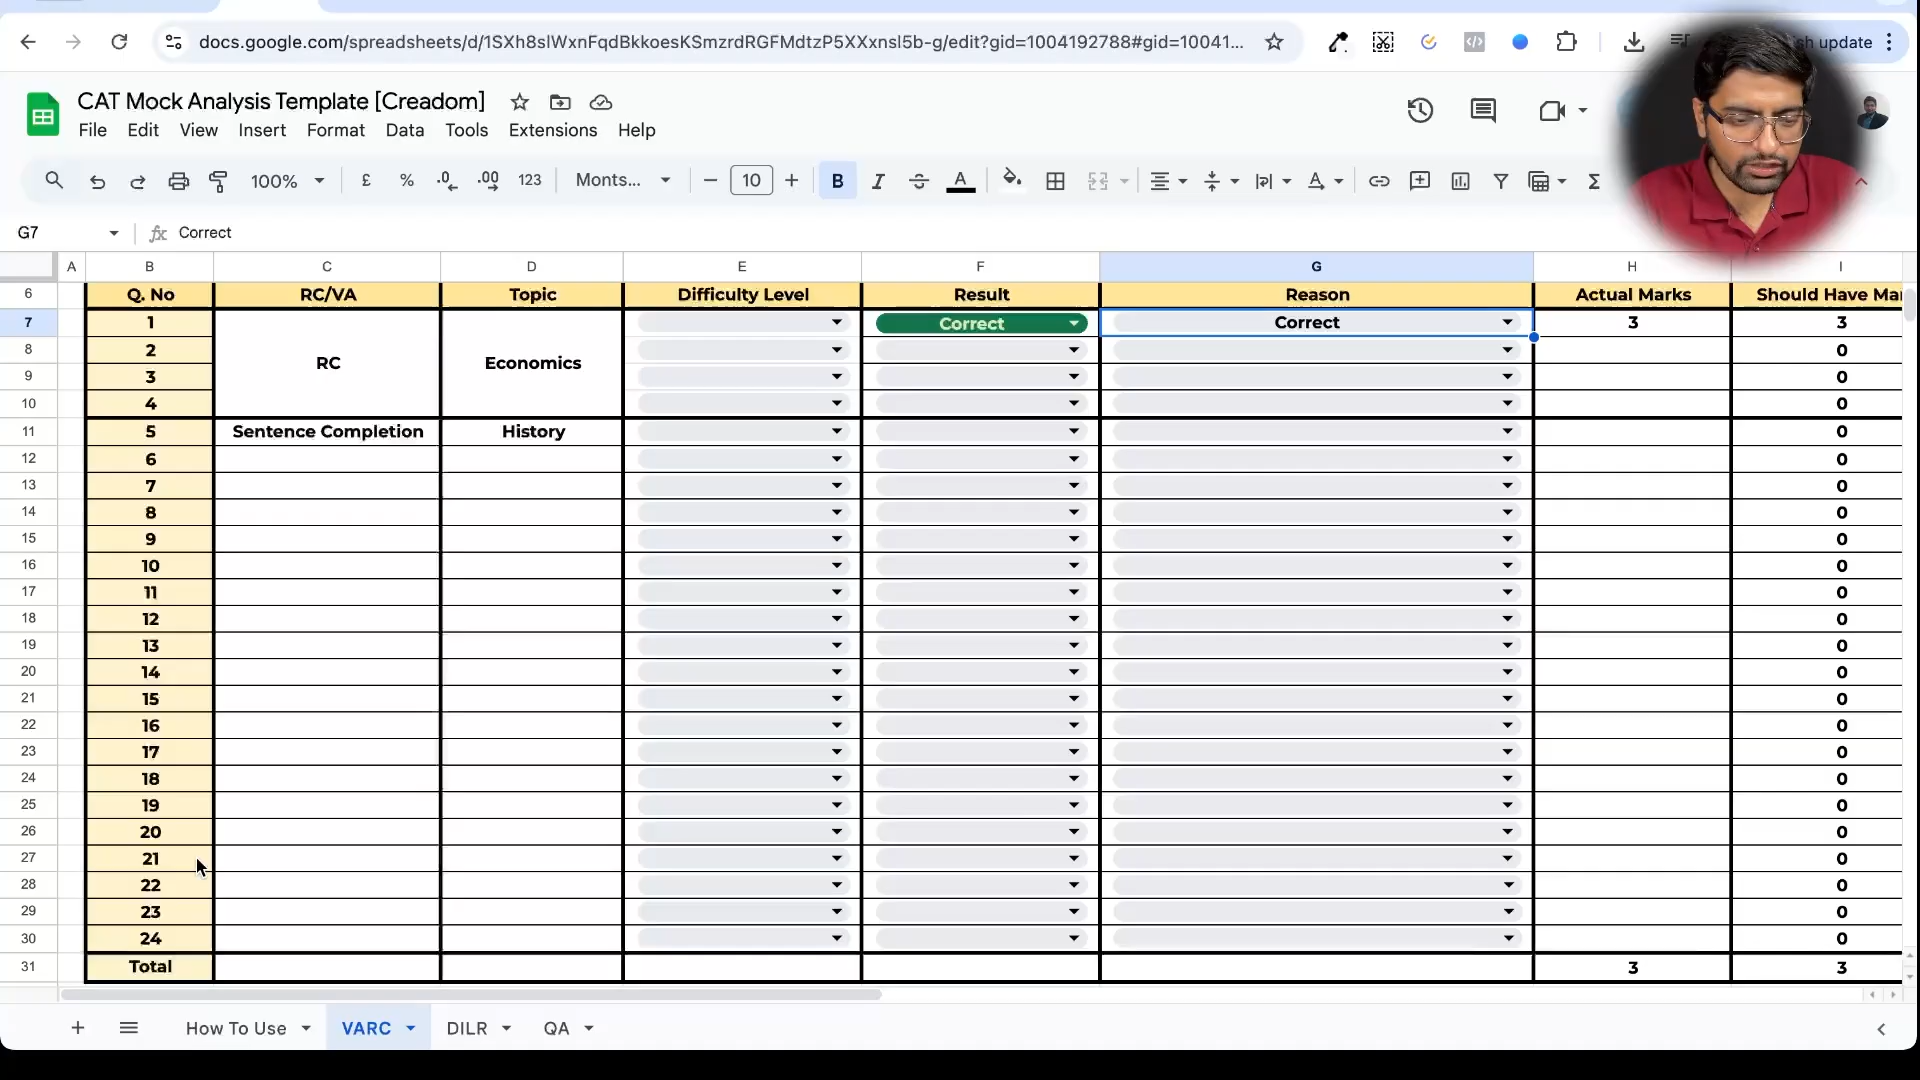 docs.google.com/spreadsheets/d/1SXh8slWxnFqdBkkoesKSmzrdRGFMdtzP5XXxnsl5b-g/edit?gid=1004192788#gid=10041...
sh update
CAT Mock Analysis Template [Creadom]
File Edit View Insert Format Data Tools Extensions Help
100% £ % .0 .00 123 Monts... 10 B I A Σ
G7 fx Correct
A B C D E F G H I
6 Q. No RC/VA Topic Difficulty Level Result Reason Actual Marks Should Have Mar
7 1 Correct Correct 3 3
8 2 0
RC Economics
9 3 0
10 4 0
11 5 Sentence Completion History 0
12 6 0
13 7 0
14 8 0
15 9 0
16 10 0
17 11 0
18 12 0
19 13 0
20 14 0
21 15 0
22 16 0
23 17 0
24 18 0
25 19 0
26 20 0
27 21 0
28 22 0
29 23 0
30 24 0
31 Total 3 3
How To Use VARC DILR QA